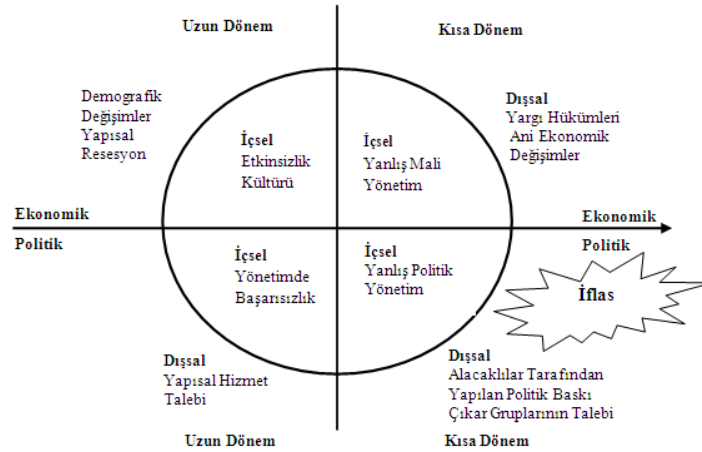 Uzun Dönem
Kısa Dönem
Demografik
Değişimler
Yapısal
Resesyon
İçsel
Etkinsizlik
Kültürü
İçsel
Yanlış Mali
Yönetim
Dışsal
Yargı Hükümleri
Ani Ekonomik
Değişimler
Ekonomik
Ekonomik
Politik
Politik
İçsel
Yönetimde
Başarısızlık
İçsel
Yanlış Politik
Yönetim
İflas
Dışsal
Yapısal Hizmet
Talebi
Dışsal
Alacaklılar Tarafından
Yapılan Politik Baskı
Çıkar Gruplarının Talebi
Uzun Dönem
Kısa Dönem